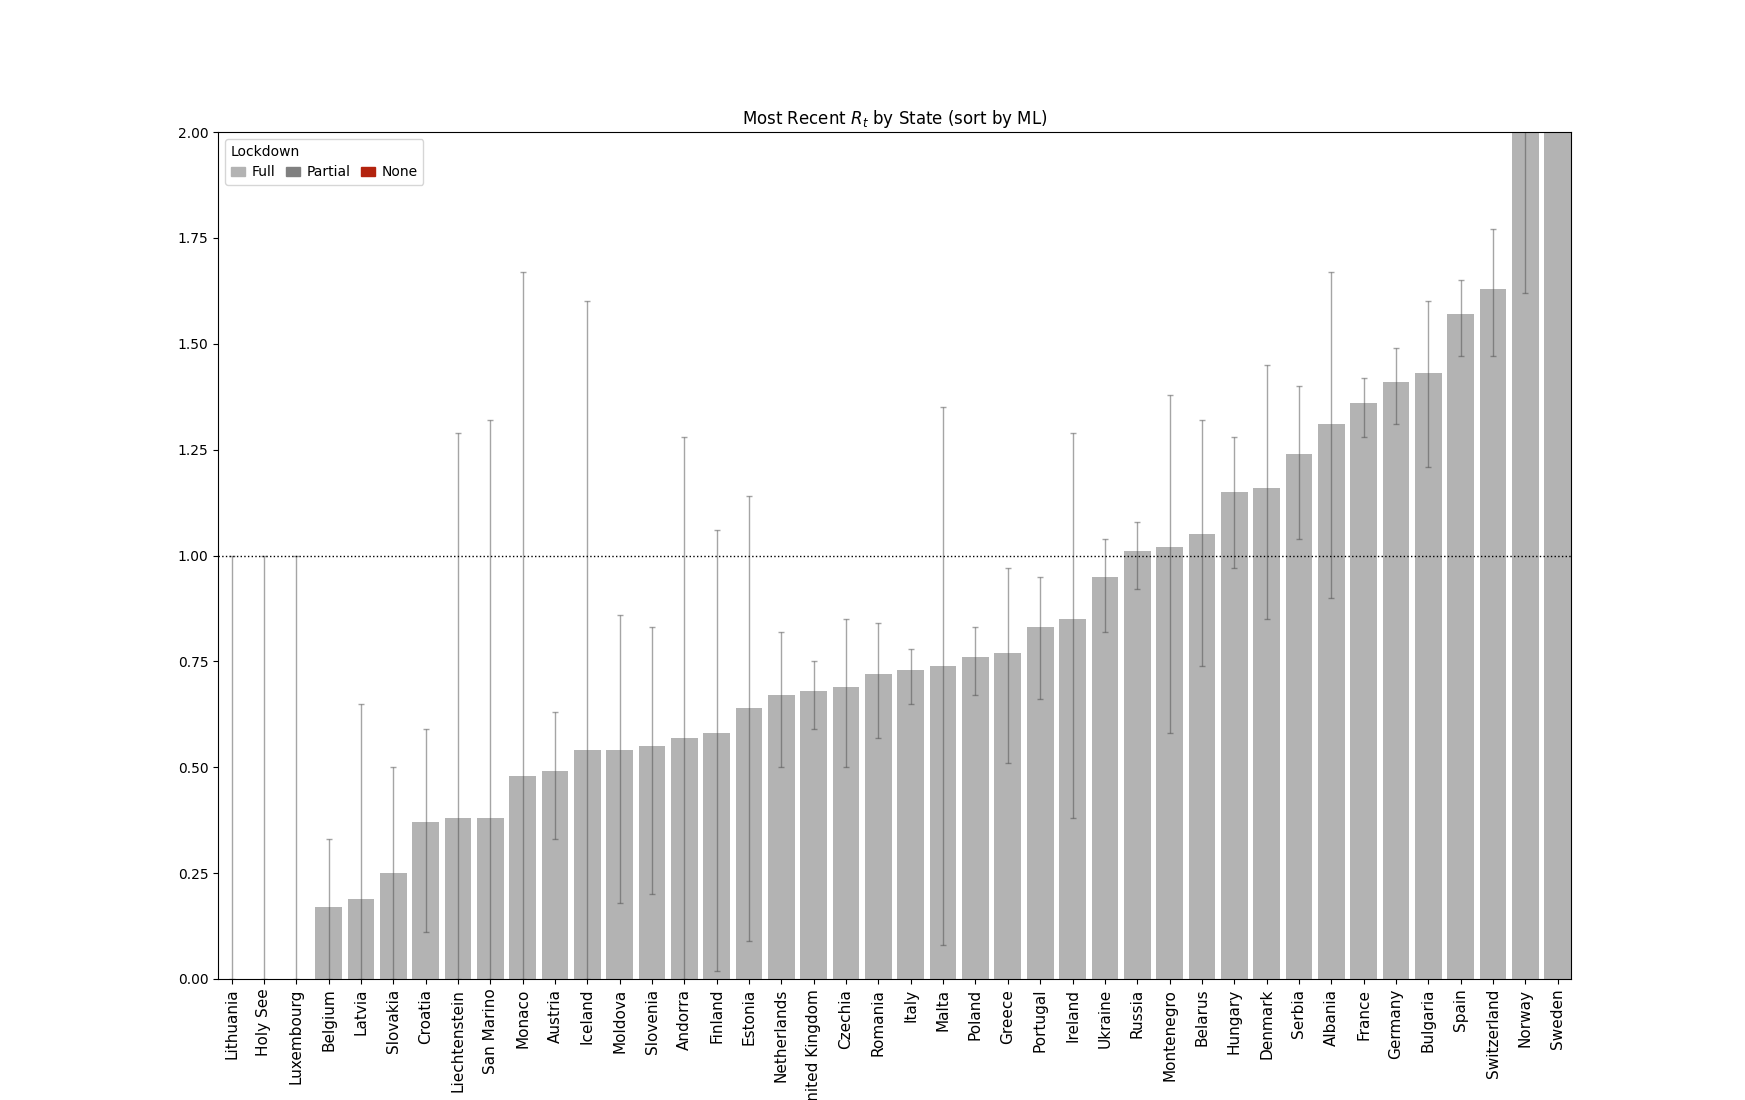 Most Recent Rt by State (sort by ML)
Lockdown
Full Partial None
2.00
1.75
1.50
1.25
1.00
0.75
0.50
0.25
0.00
Lithuania
Holy See
Luxembourg
Belgium
Latvia
Slovakia
Croatia
Liechtenstein
San Marino
Monaco
Austria
Iceland
Moldova
Slovenia
Andorra
Finland
Estonia
Netherlands
nited Kingdom
Czechia
Romania
Italy
Malta
Poland
Greece
Portugal
Ireland
Ukraine
Russia
Montenegro
Belarus
Hungary
Denmark
Serbia
Albania
France
Germany
Bulgaria
Spain
Switzerland
Norway
Sweden